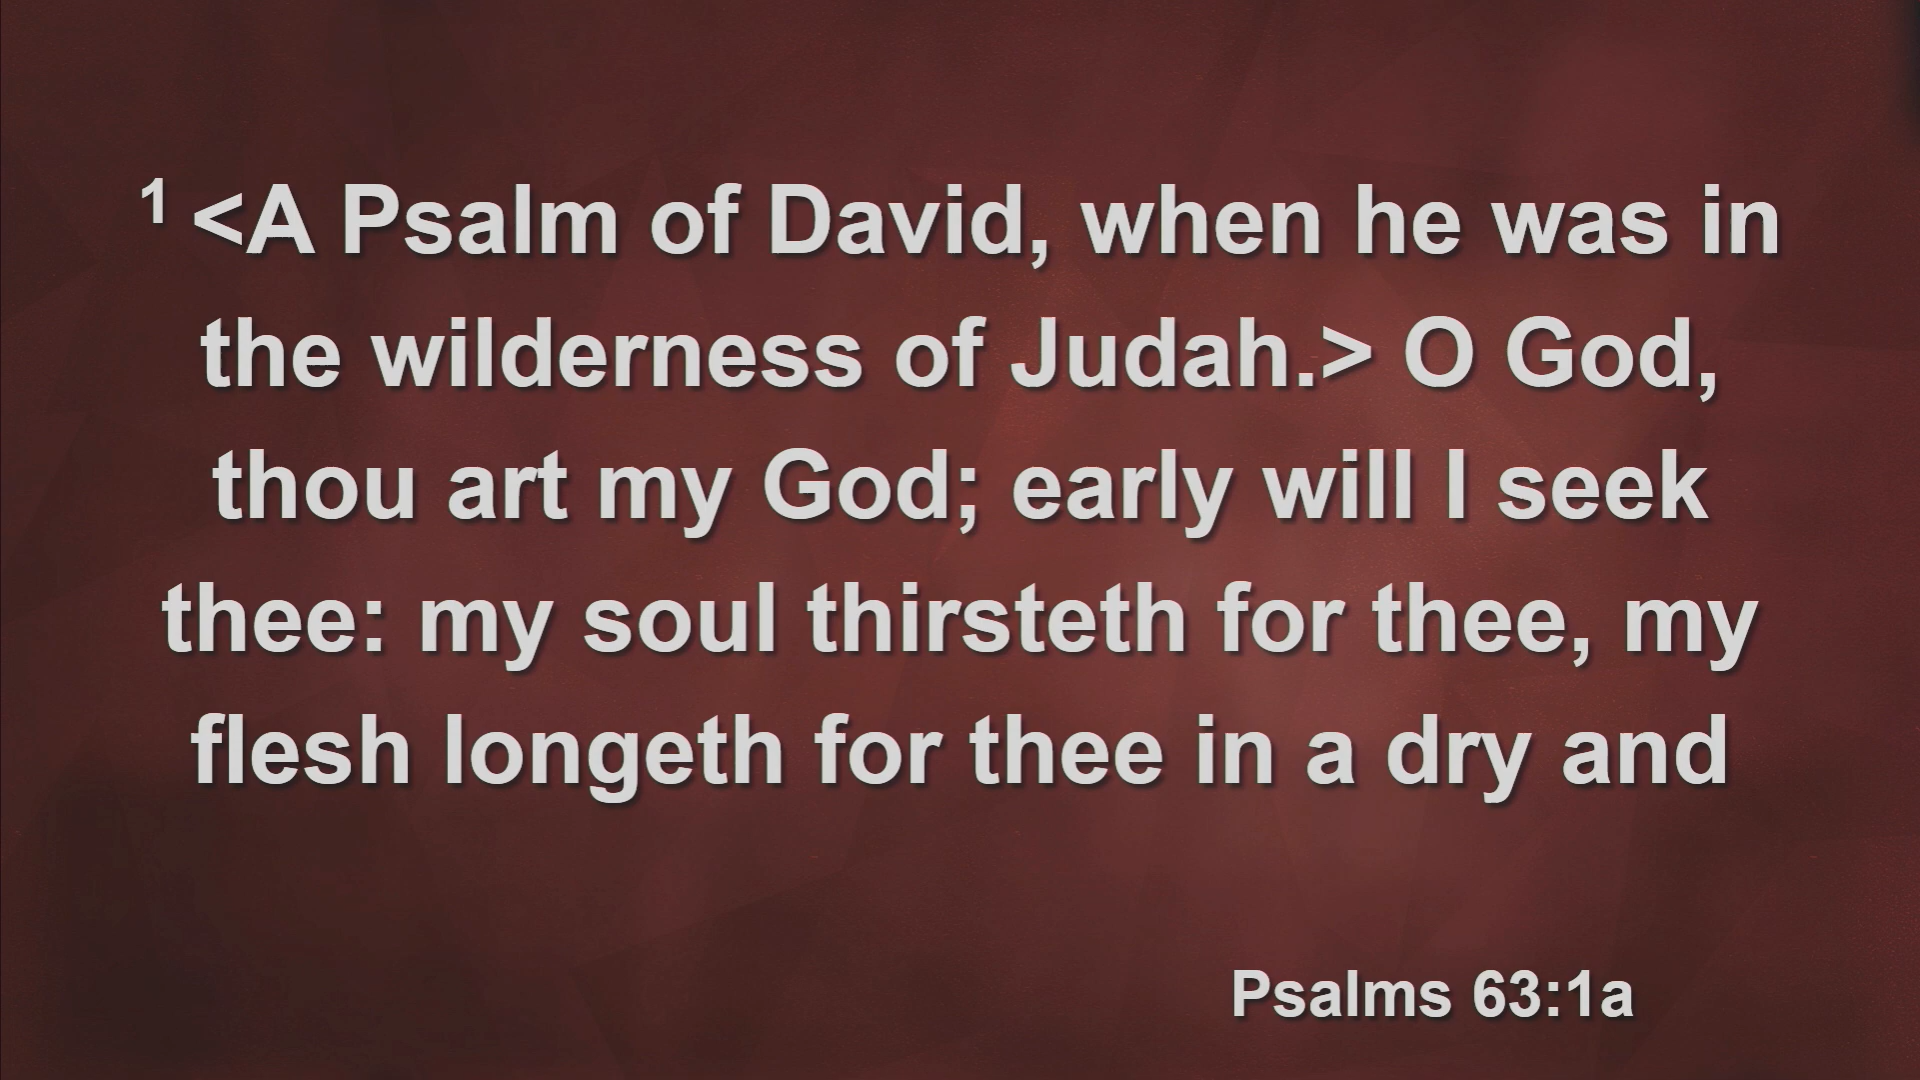 1 <A Psalm of David, when he was in
the wilderness of Judah.> O God,
thou art my God; early will I seek
thee: my soul thirsteth for thee, my
flesh longeth for thee in a dry and
Psalms 63:1a